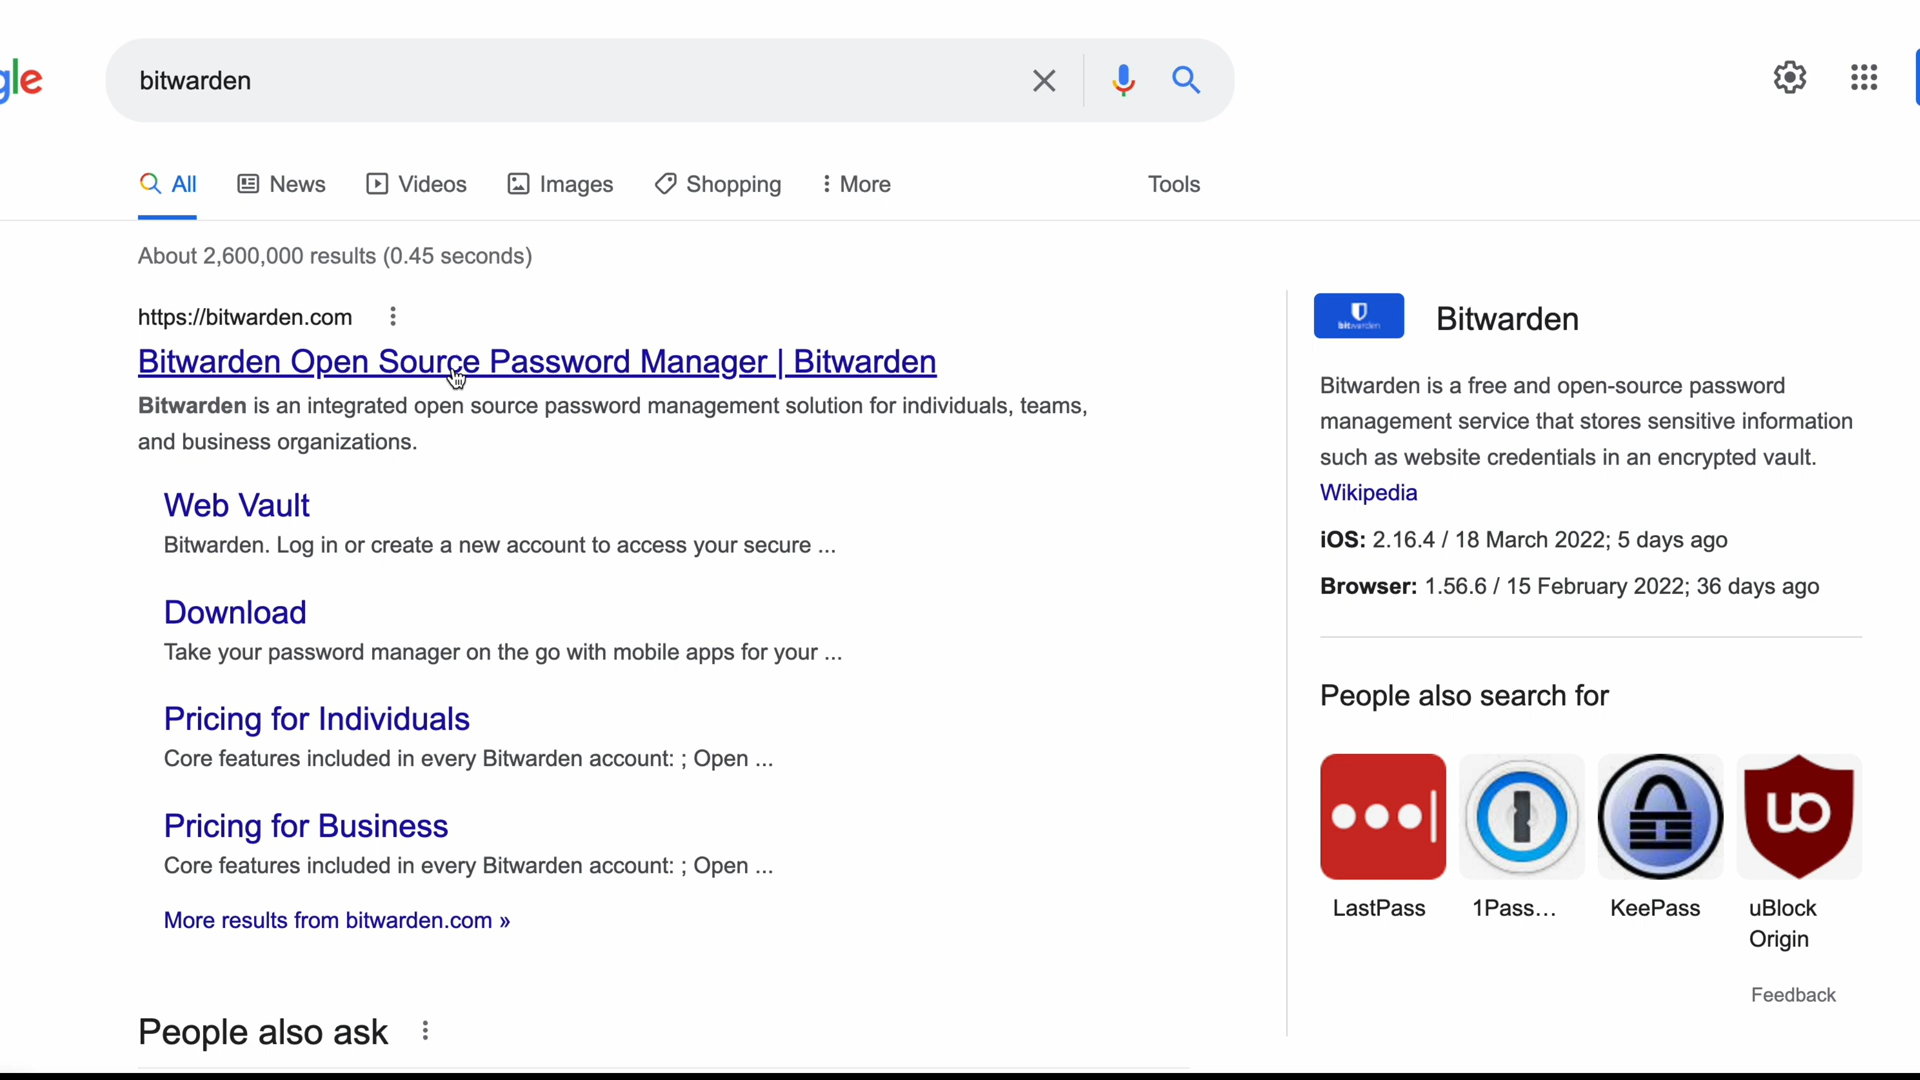 gle
bitwarden
All
News
Videos
Images
Shopping
More
Tools
About 2,600,000 results (0.45 seconds)
https://bitwarden.com
Bitwarden Open Source Password Manager | Bitwarden
Bitwarden is an integrated open source password management solution for individuals, teams,
and business organizations.
Web Vault
Bitwarden. Log in or create a new account to access your secure ...
Download
Take your password manager on the go with mobile apps for your ...
Pricing for Individuals
Core features included in every Bitwarden account: ; Open ...
Pricing for Business
Core features included in every Bitwarden account: ; Open ...
More results from bitwarden.com »
People also ask
bitwarden
Bitwarden
Bitwarden is a free and open-source password
management service that stores sensitive information
such as website credentials in an encrypted vault.
Wikipedia
iOS: 2.16.4 / 18 March 2022; 5 days ago
Browser: 1.56.6 / 15 February 2022; 36 days ago
People also search for
LastPass
1Pass...
KeePass
uBlock
Origin
Feedback